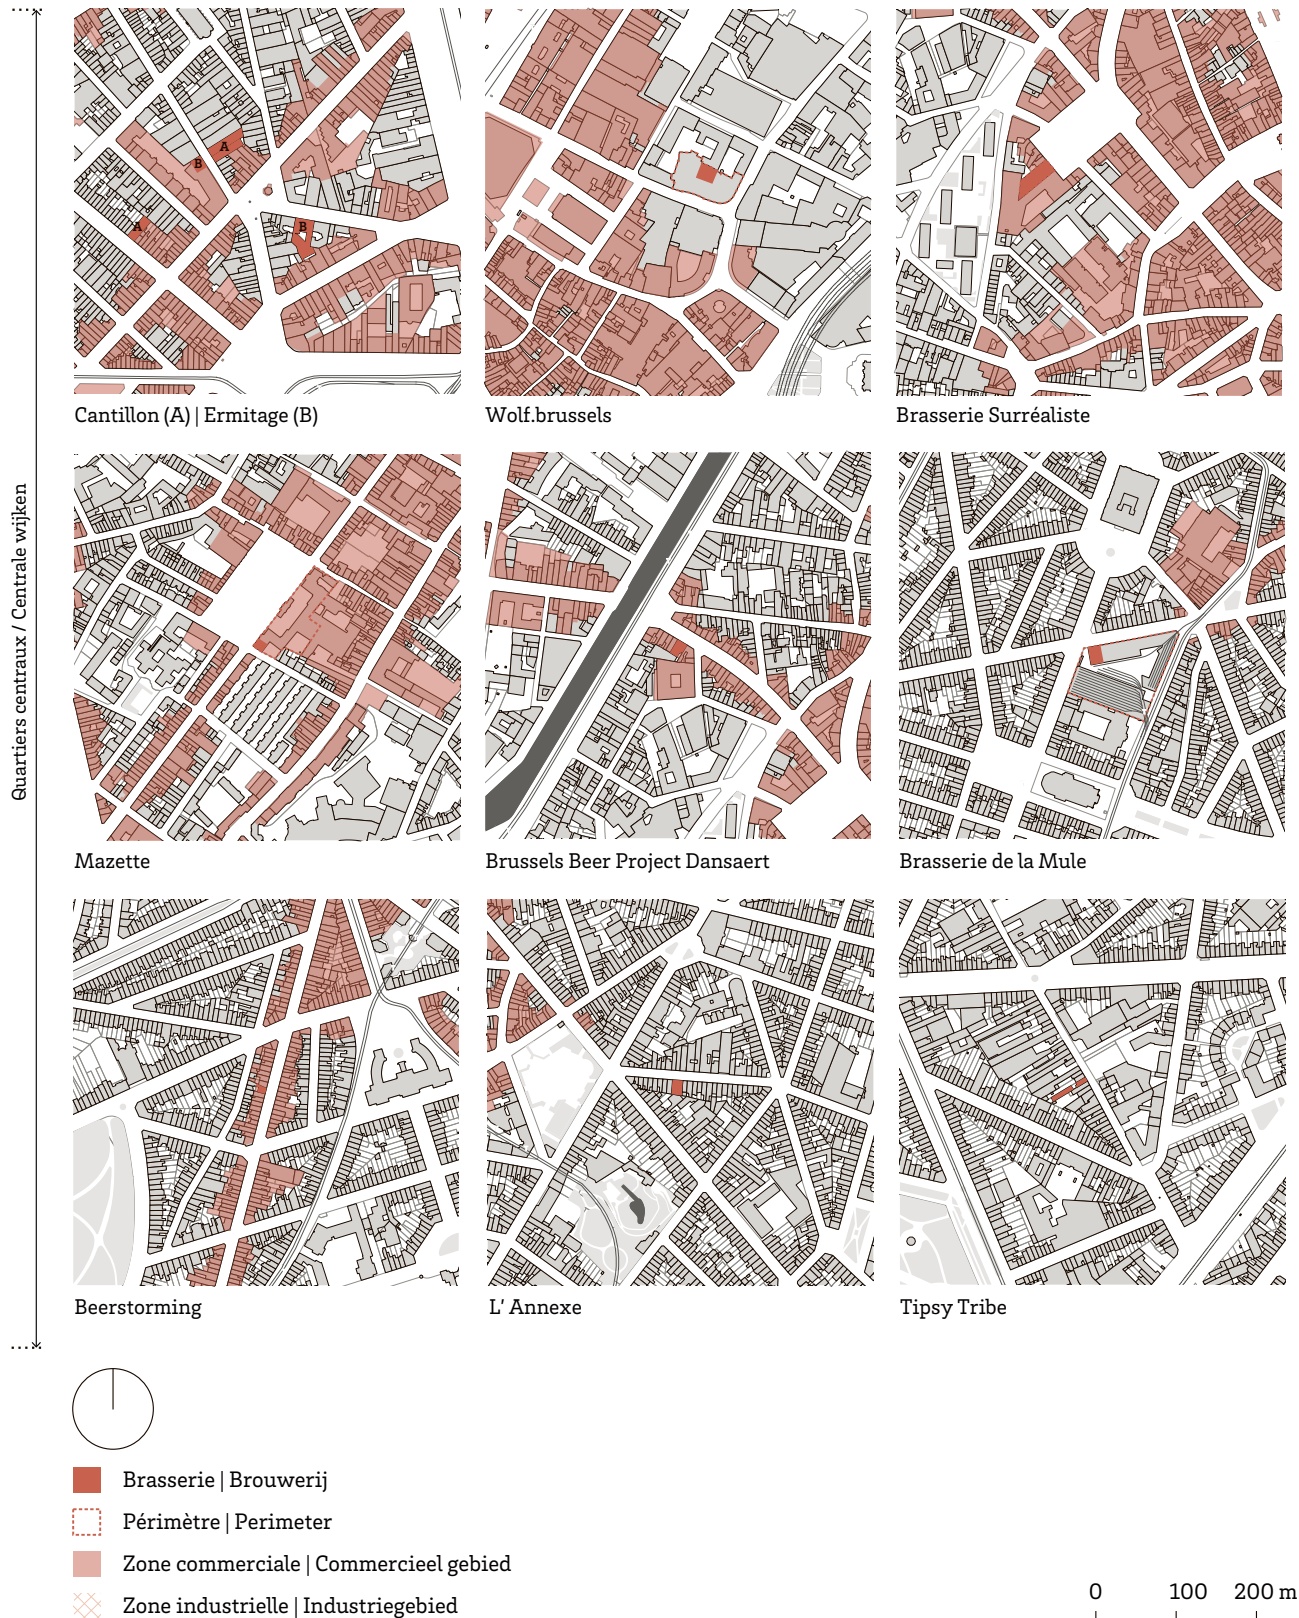 Quartiers centraux / Centrale wijken
A
B
A
B
Cantillon (A) | Ermitage (B)
Wolf.brussels
Brasserie Surréaliste
Mazette
Brussels Beer Project Dansaert
Brasserie de la Mule
Beerstorming
L' Annexe
Tipsy Tribe
Brasserie | Brouwerij
Périmètre | Perimeter
Zone commerciale | Commercieel gebied
Zone industrielle | Industriegebied
0 100 200 m